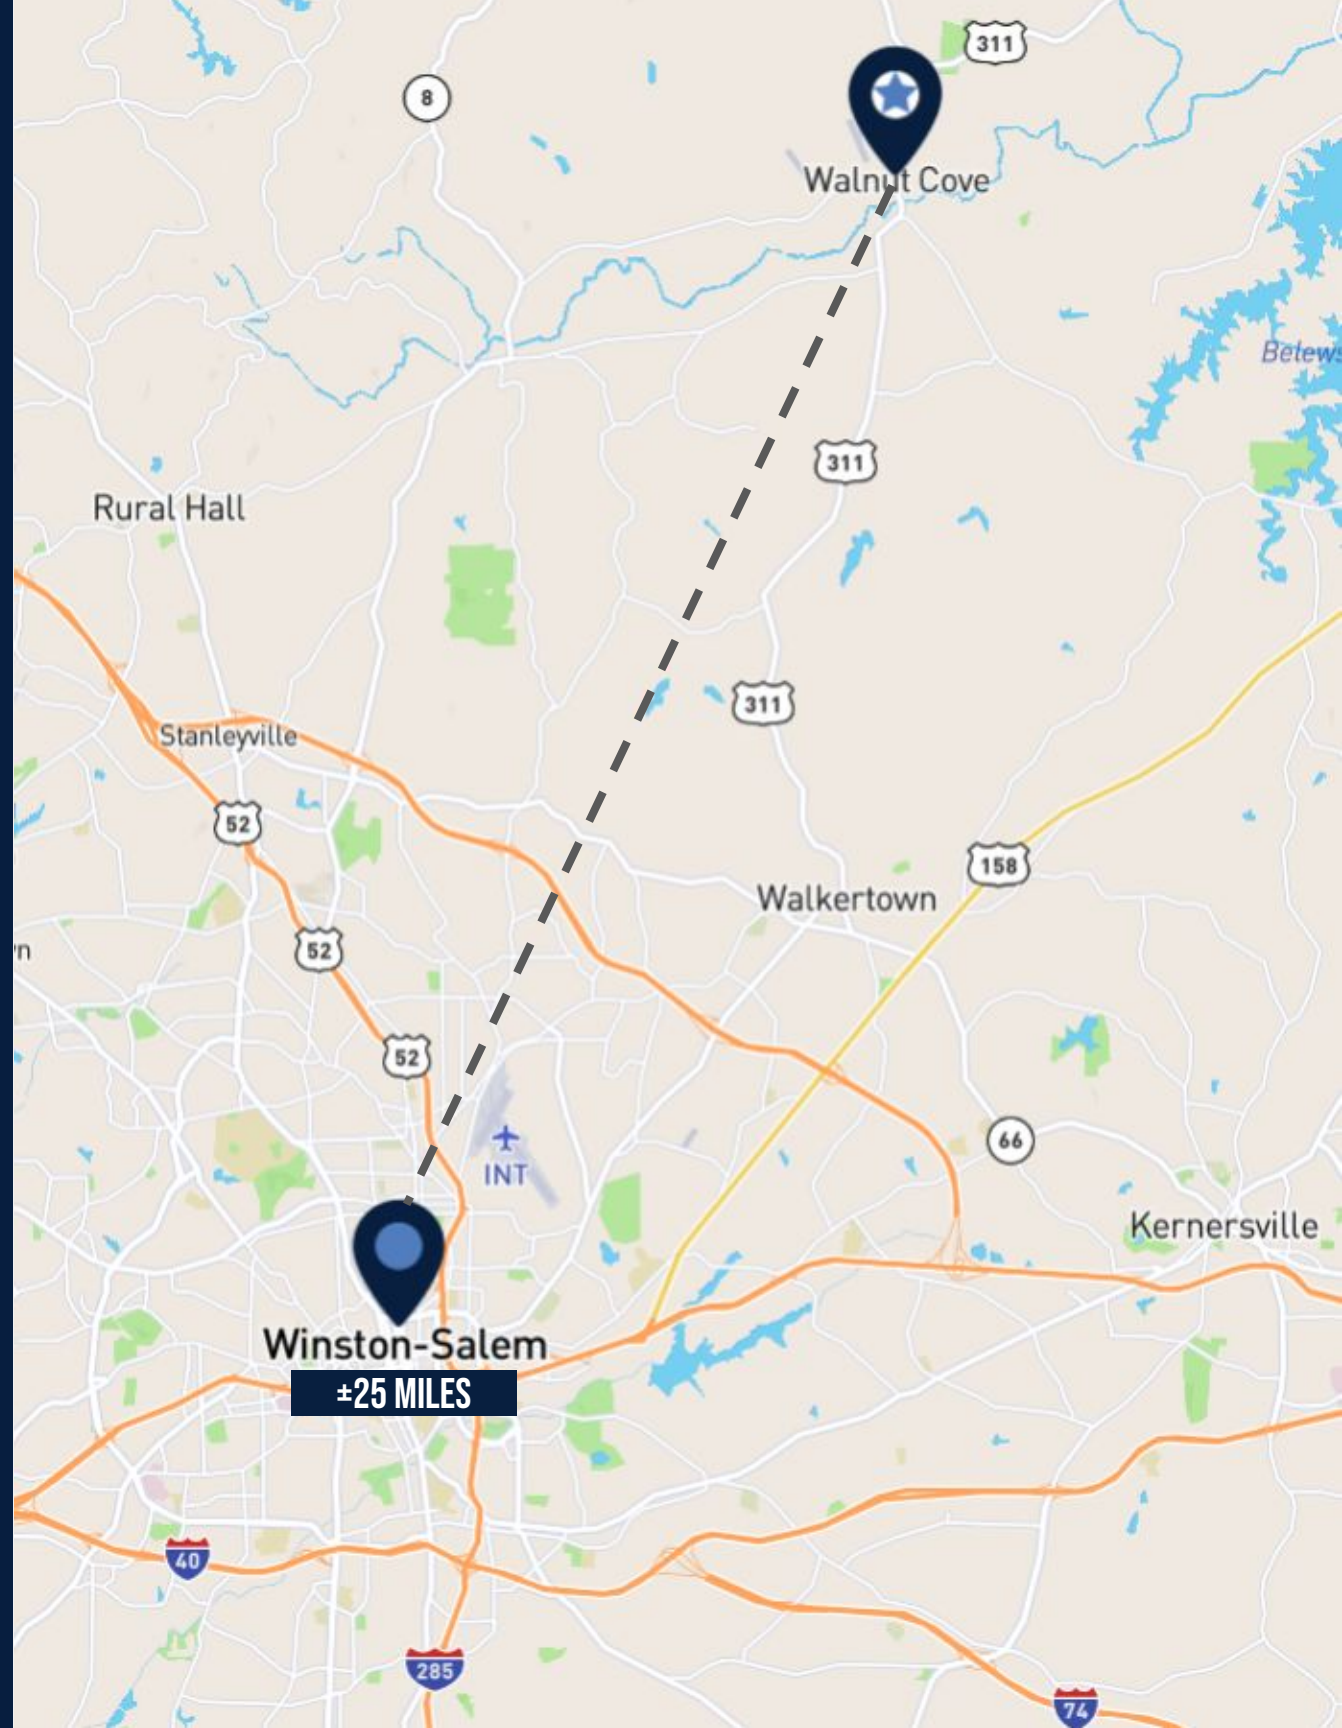 311
8
Walnut Cove
Belews
311
Rural Hall
311
Stanleyville
52
158
Walkertown
52
n
52
66
INT
Kernersville
Winston-Salem
±25 MILES
40
285
74